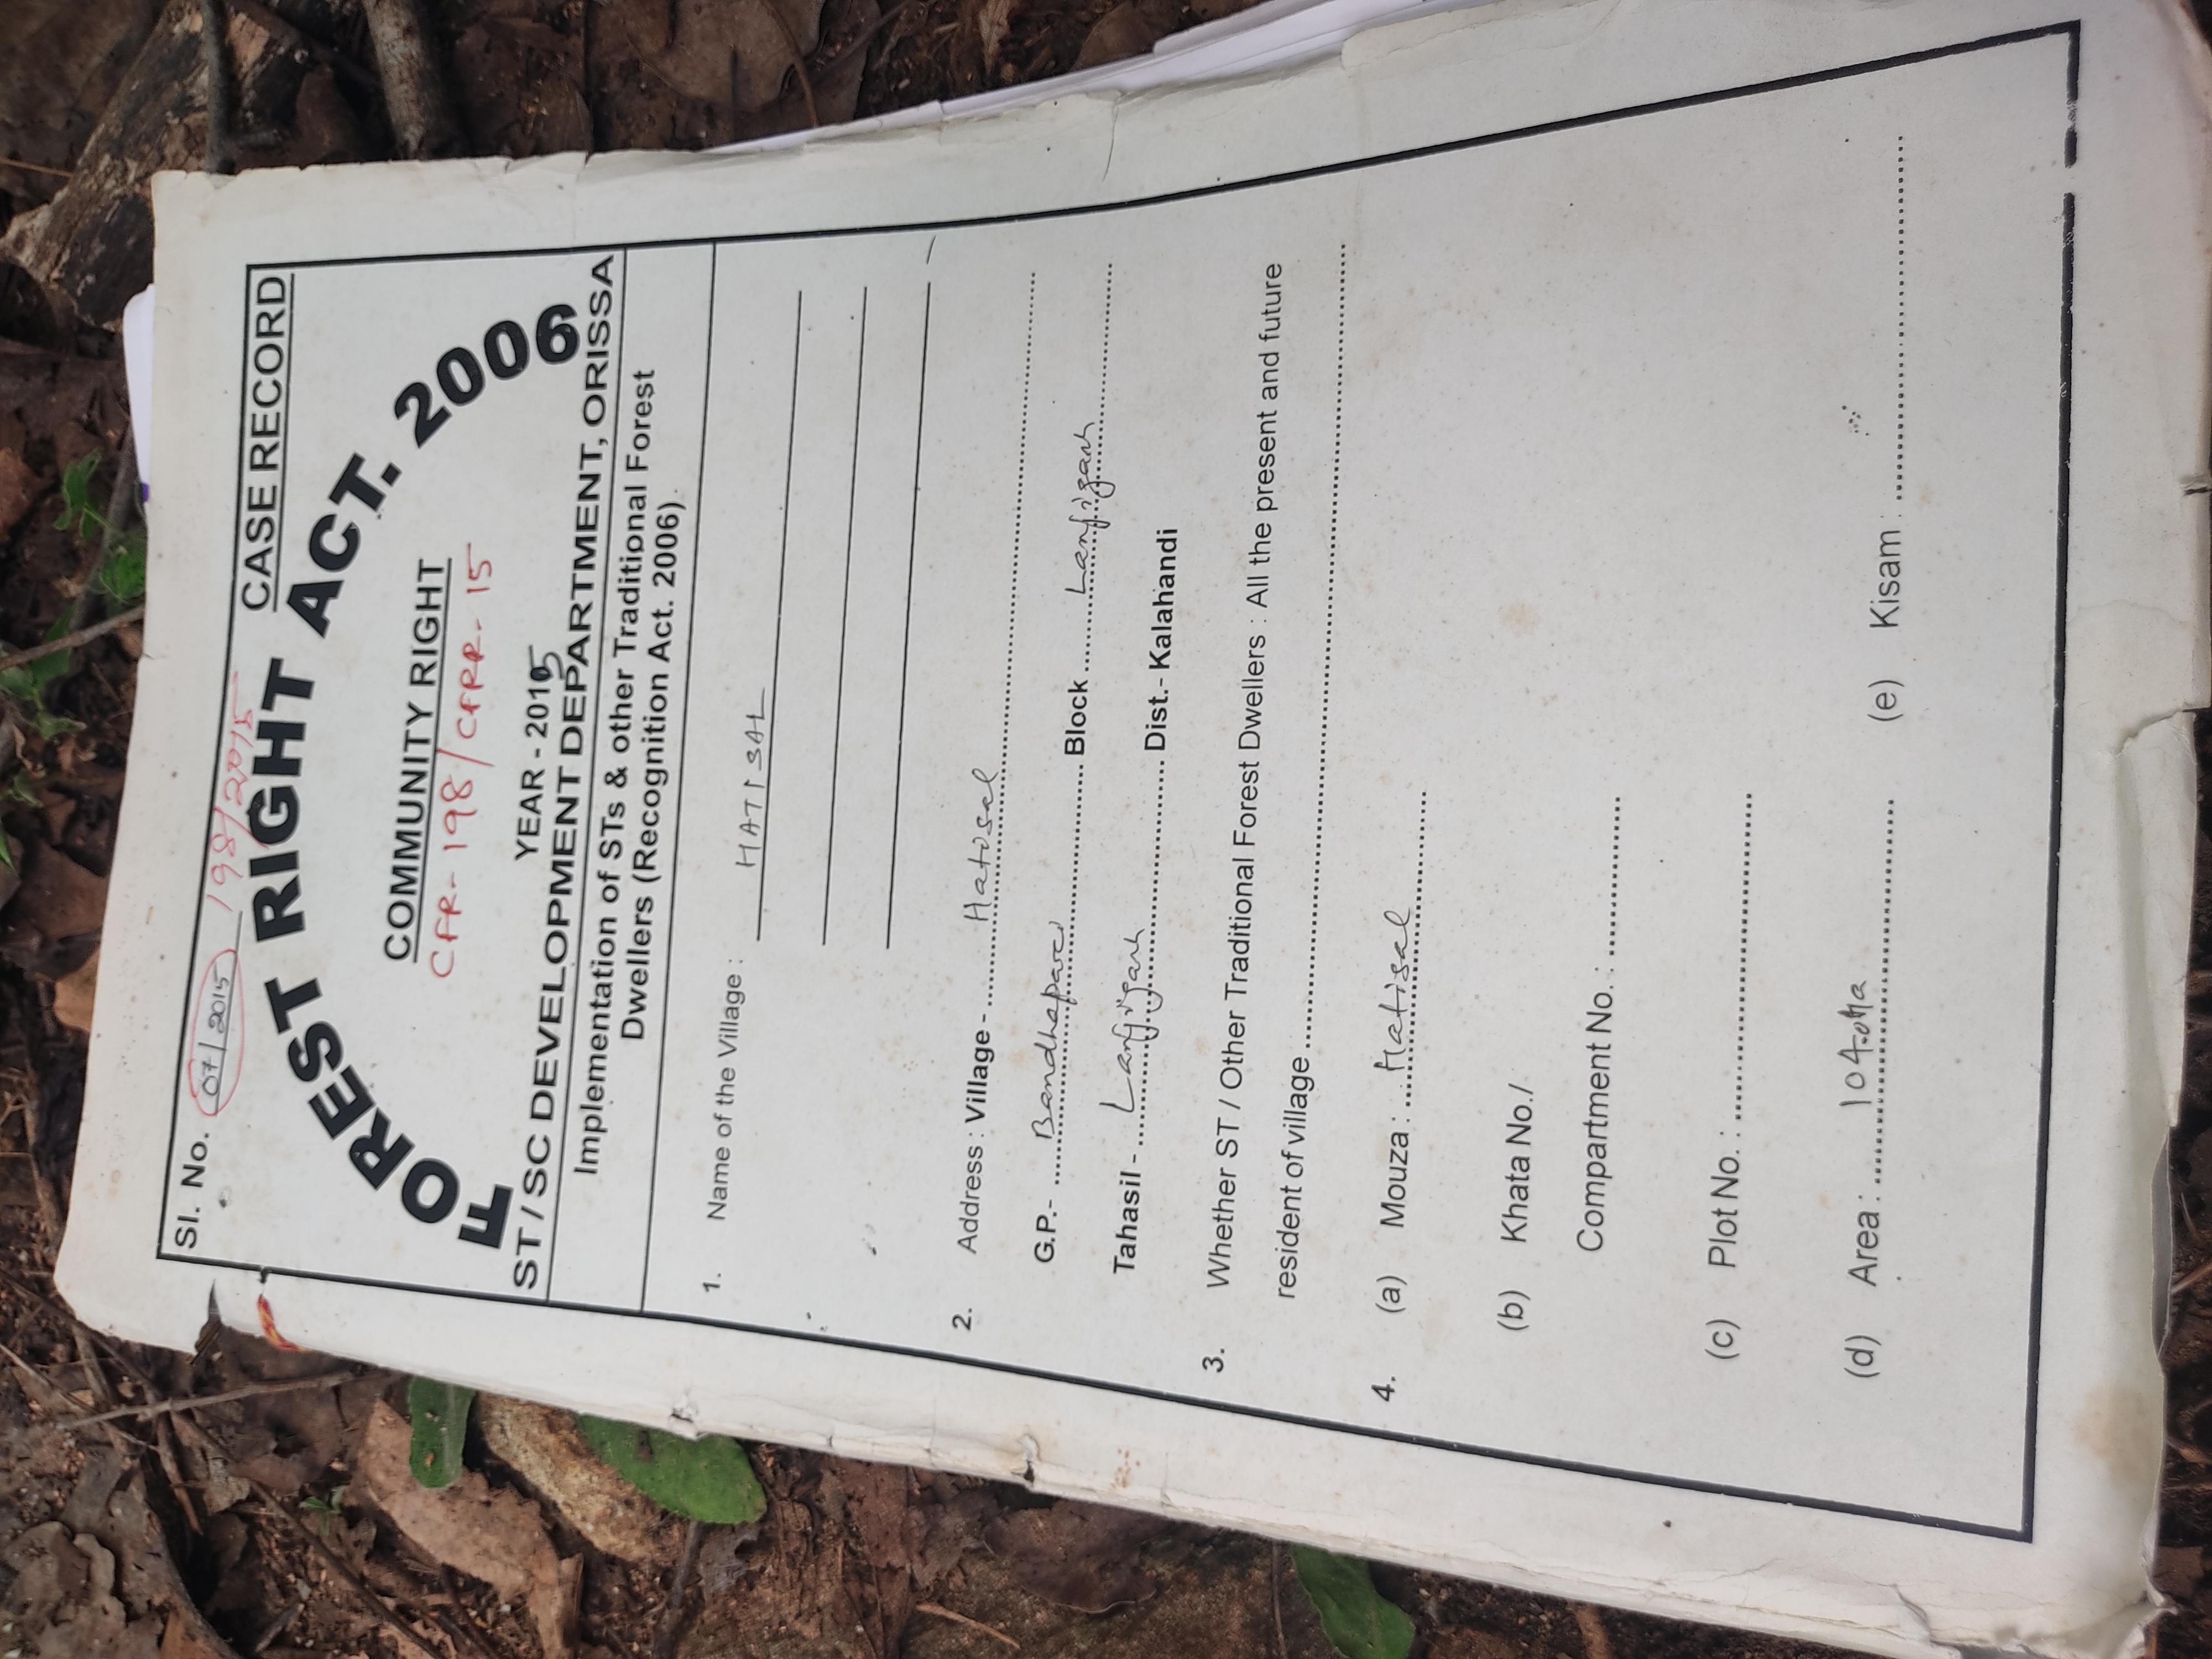 Sl. No. 07/2015 198/2015 CASE RECORD
FOREST RIGHT ACT. 2006
COMMUNITY RIGHT
CFR-198/CFRR-15
YEAR - 2015
ST / SC DEVELOPMENT DEPARTMENT, ORISSA
Implementation of STs & other Traditional Forest
Dwellers (Recognition Act. 2006)
1. Name of the Village : HATISAL
2. Address : Village - Hatisal
G.P.- Bandhapari Block Lanjigarh
Tahasil - Lanjigarh Dist.- Kalahandi
3. Whether ST / Other Traditional Forest Dwellers : All the present and future
resident of village
4. (a) Mouza : Hatisal
(b) Khata No./
Compartment No. :
(c) Plot No. :
(d) Area : (e) Kisam :